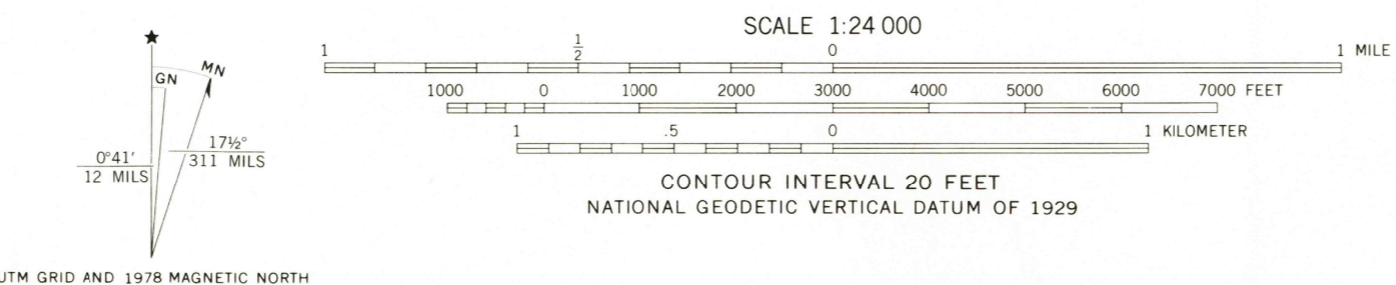 SCALE 1:24 000
1 1/2 0 1 MILE
1000 0 1000 2000 3000 4000 5000 6000 7000 FEET
1 .5 0 1 KILOMETER
CONTOUR INTERVAL 20 FEET
NATIONAL GEODETIC VERTICAL DATUM OF 1929
★
GN
MN
0°41′
12 MILS
17½°
311 MILS
UTM GRID AND 1978 MAGNETIC NORTH